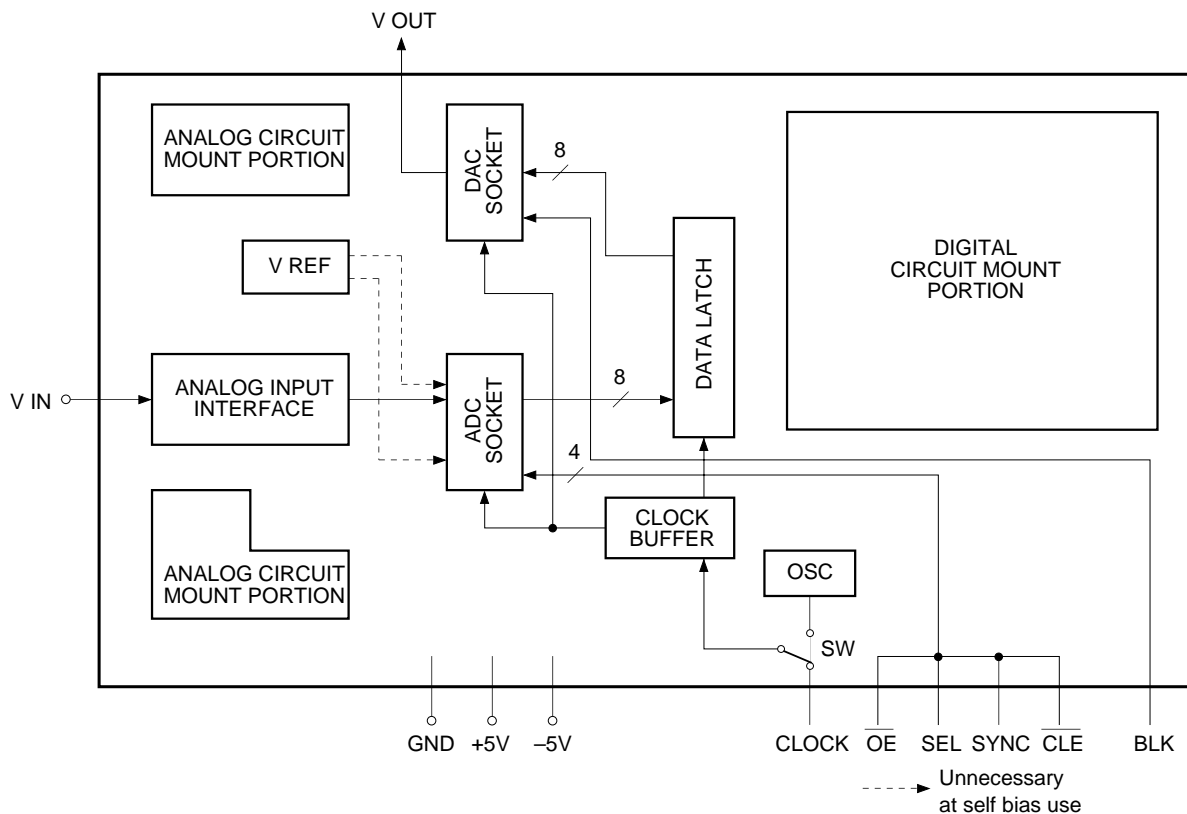 V OUT
ANALOG CIRCUIT
MOUNT PORTION
DAC
SOCKET
8
DIGITAL
CIRCUIT MOUNT
PORTION
V REF
DATA LATCH
V IN
ANALOG INPUT
INTERFACE
ADC
SOCKET
8
4
CLOCK
BUFFER
ANALOG CIRCUIT
MOUNT PORTION
OSC
SW
GND
+5V
–5V
CLOCK
OE
SEL
SYNC
CLE
BLK
Unnecessary
at self bias use